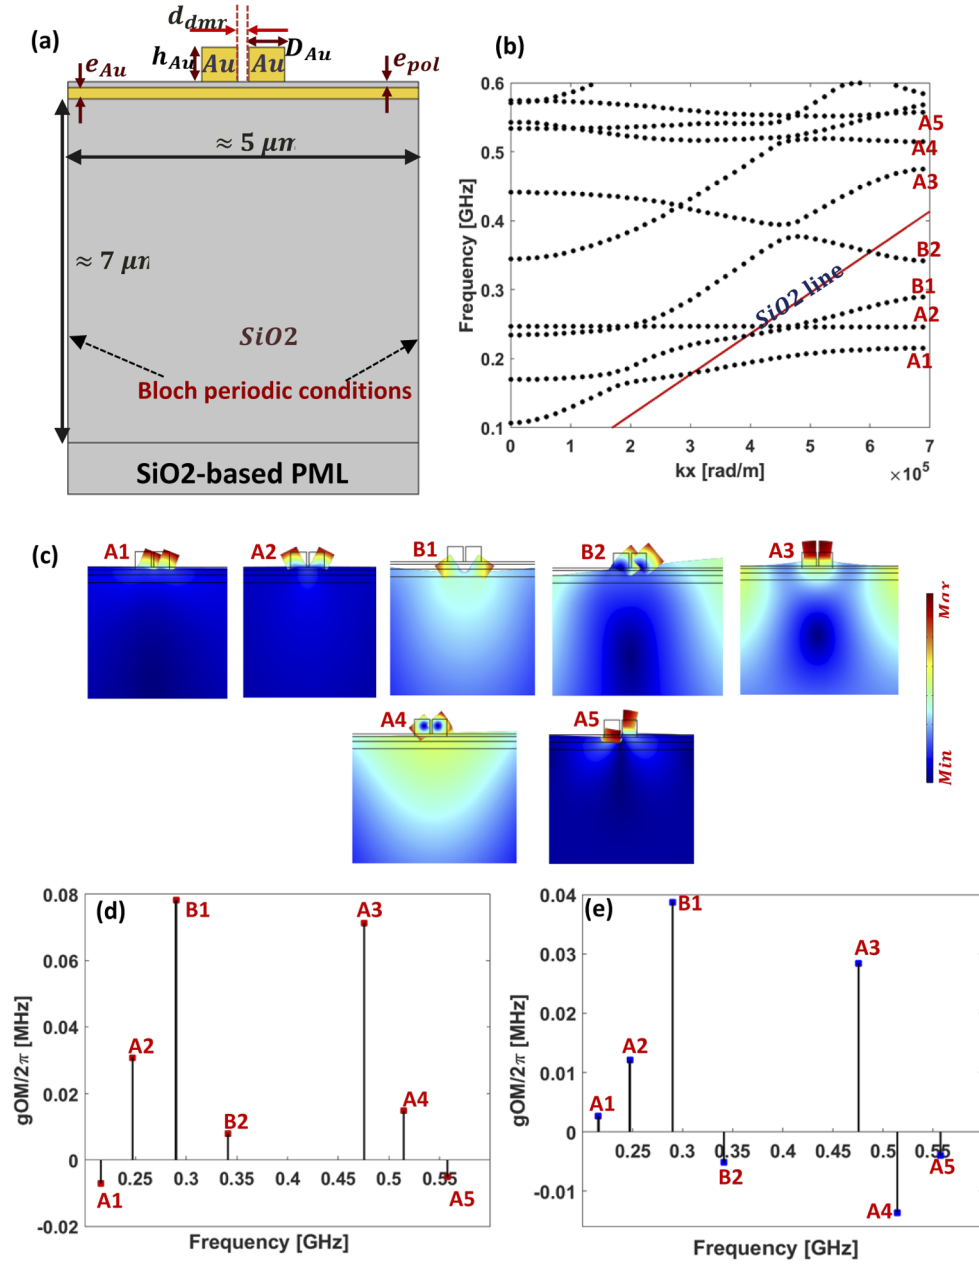 (a)
d_dmr
h_Au
Au
Au
D_Au
e_Au
e_pol
≈ 5 μm
≈ 7 μm
SiO2
Bloch periodic conditions
SiO2-based PML
(b)
0.6
0.5
0.4
0.3
0.2
0.1
Frequency [GHz]
A5
A4
A3
B2
B1
A2
A1
SiO2 line
0 1 2 3 4 5 6 7
kx [rad/m]
×10^5
(c)
A1
A2
B1
B2
A3
A4
A5
Max
Min
(d)
0.08
0.06
0.04
0.02
0
-0.02
gOM/2π [MHz]
A1
A2
B1
B2
A3
A4
A5
0.25 0.3 0.35 0.4 0.45 0.5 0.55
Frequency [GHz]
(e)
0.04
0.03
0.02
0.01
0
-0.01
gOM/2π [MHz]
A1
A2
B1
B2
A3
A4
A5
0.25 0.3 0.35 0.4 0.45 0.5 0.55
Frequency [GHz]